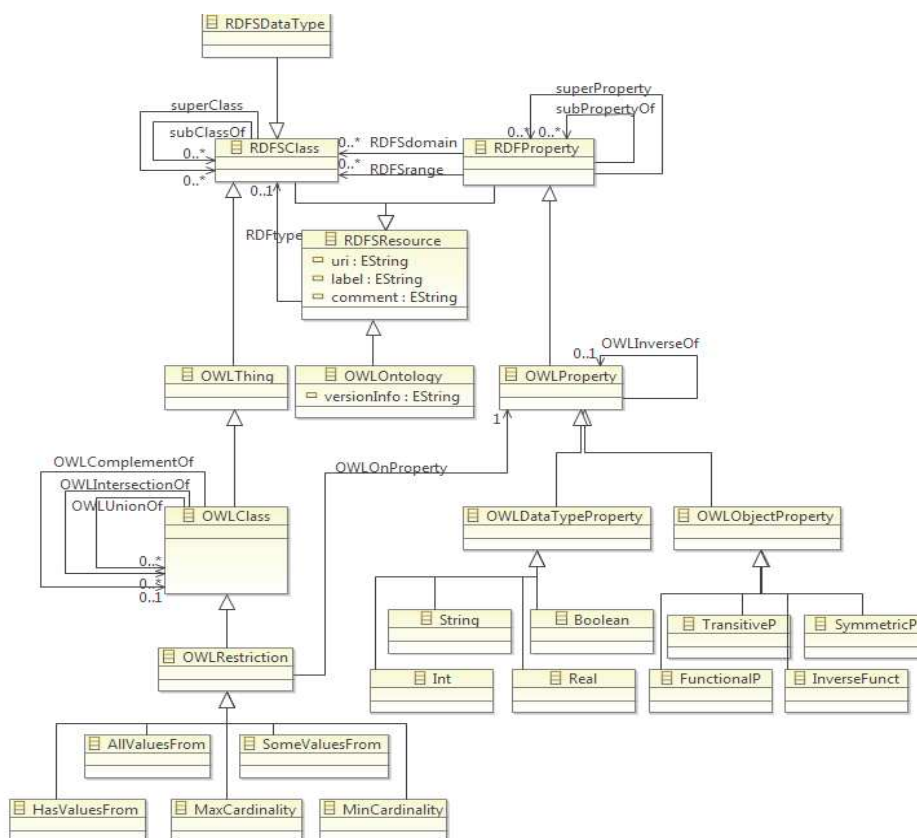 RDFSDataType
superClass
superProperty
subClassOf
subPropertyOf
0..*
RDFSdomain
0..*
0..*
RDFSClass
RDFProperty
0..*
0..*
RDFSrange
0..*
0..1
RDFtype
RDFSResource
uri : EString
label : EString
comment : EString
OWLInverseOf
0..1
OWLThing
OWLOntology
OWLProperty
versionInfo : EString
1
OWLComplementOf
OWLOnProperty
OWLIntersectionOf
OWLUnionOf
OWLClass
OWLDataTypeProperty
OWLObjectProperty
0..*
0..*
0..1
String
Boolean
TransitiveP
SymmetricP
OWLRestriction
Int
Real
FunctionalP
InverseFunct
AllValuesFrom
SomeValuesFrom
HasValuesFrom
MaxCardinality
MinCardinality